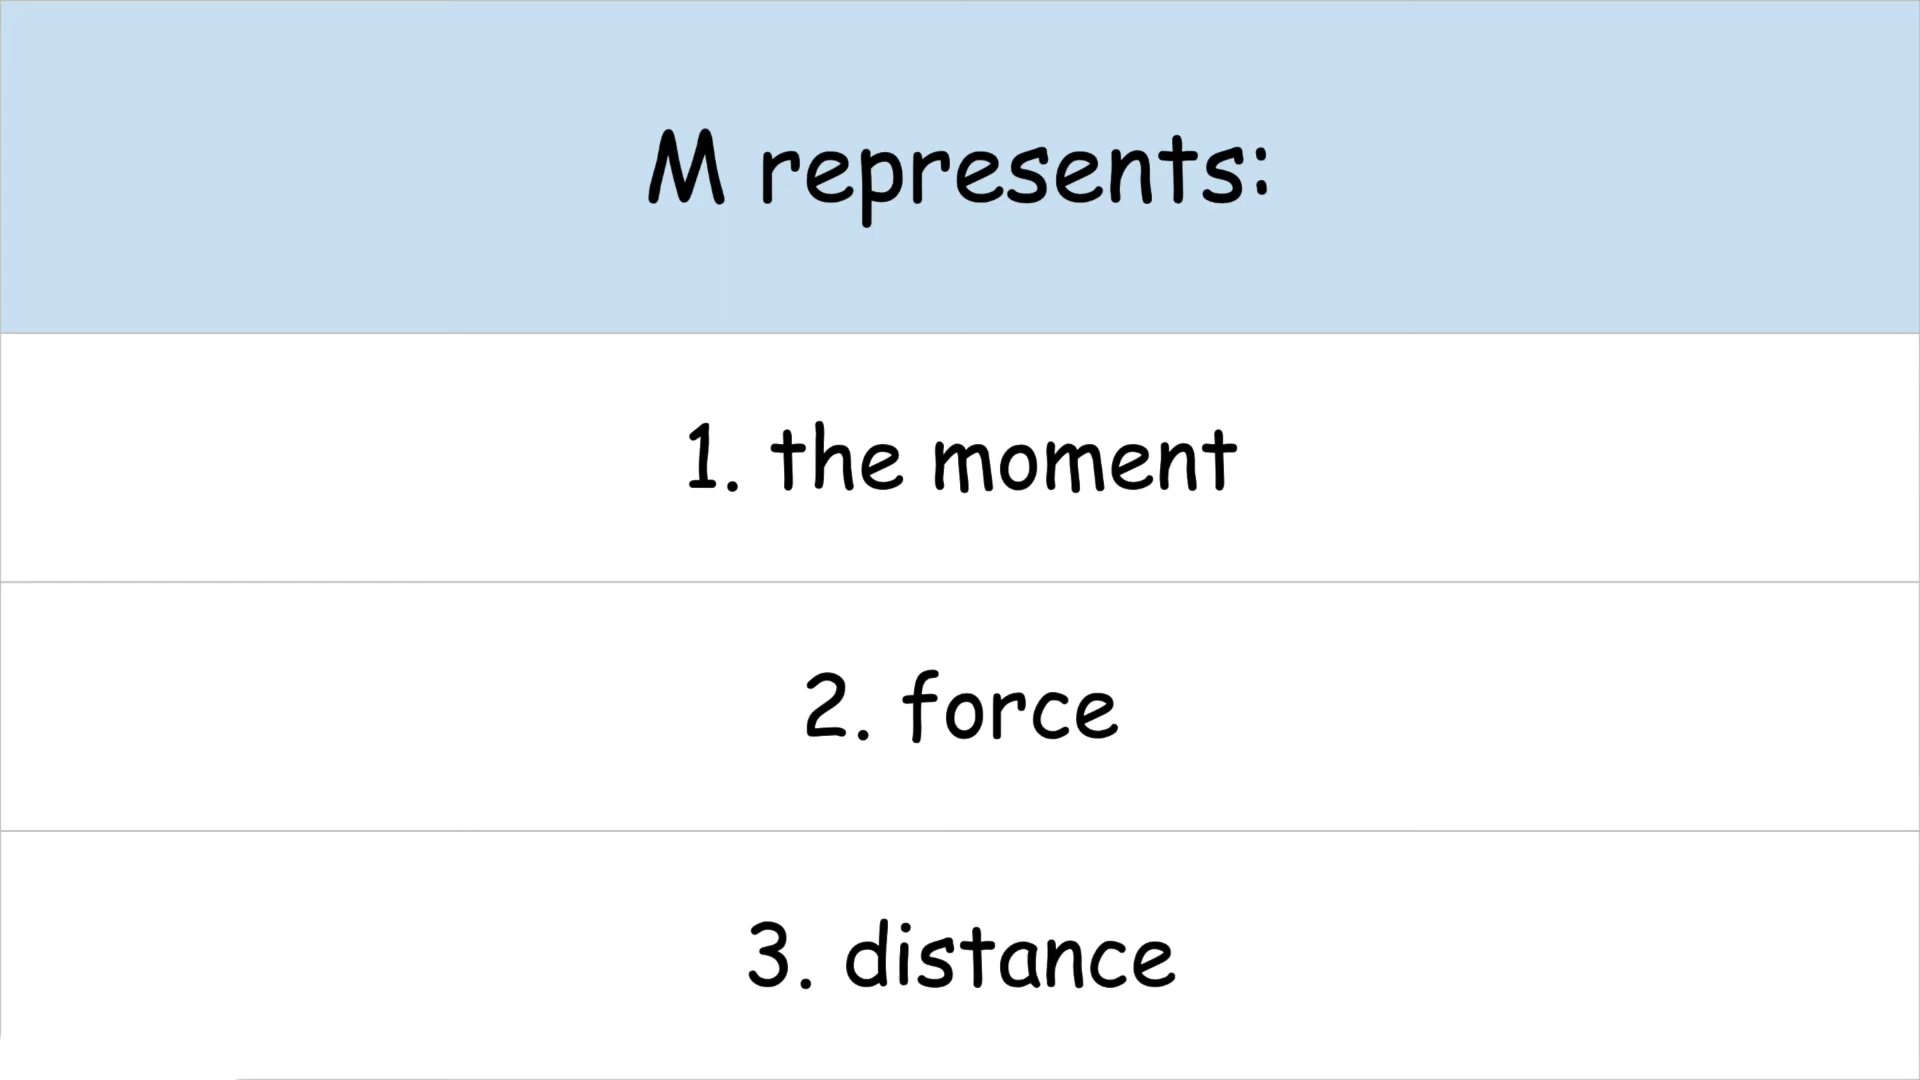 M represents:
1. the moment
2. force
3. distance